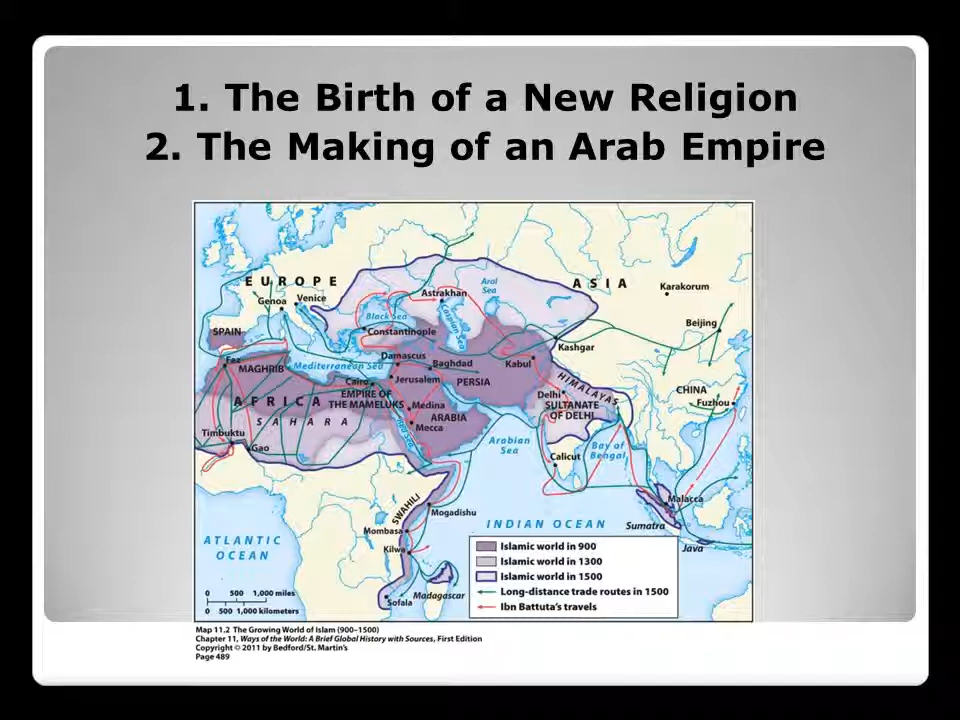 1. The Birth of a New Religion
2. The Making of an Arab Empire
EUROPE
ASIA
Aral
Sea
Karakorum
Astrakhan
Genoa
Venice
Black Sea
Caspian Sea
Beijing
SPAIN
Constantinople
Kashgar
Fez
MAGHRIB
Mediterranean Sea
Damascus
Baghdad
Kabul
Jerusalem
PERSIA
HIMALAYAS
Cairo
CHINA
Fuzhou
AFRICA
EMPIRE OF
THE MAMELUKS
Medina
ARABIA
Mecca
Delhi
SULTANATE
OF DELHI
SAHARA
Red Sea
Timbuktu
Gao
Arabian
Sea
Bay of
Bengal
Calicut
Malacca
SWAHILI
Mogadishu
INDIAN OCEAN
Sumatra
Mombasa
ATLANTIC
OCEAN
Kilwa
Java
Islamic world in 900
Islamic world in 1300
Islamic world in 1500
Long-distance trade routes in 1500
Ibn Battuta's travels
Madagascar
Sofala
0 500 1,000 miles
0 500 1,000 kilometers
Map 11.2 The Growing World of Islam (900–1500)
Chapter 11, Ways of the World: A Brief Global History with Sources, First Edition
Copyright © 2011 by Bedford/St. Martin's
Page 489